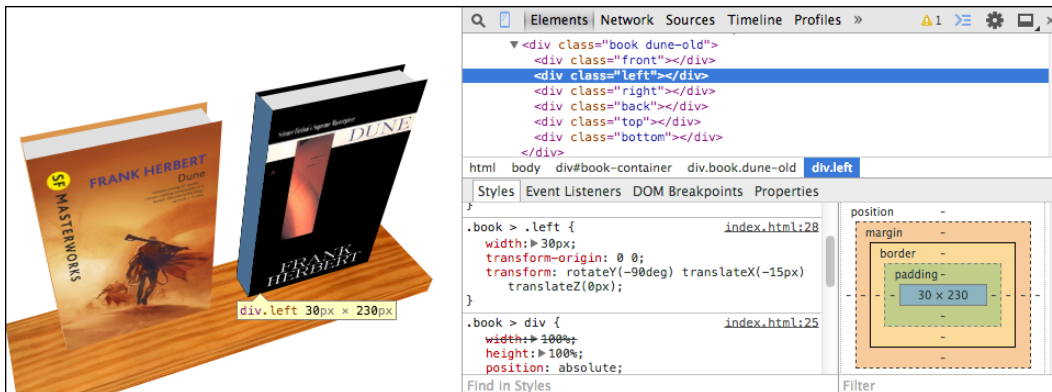 FRANK HERBERT
Dune
SF MASTERWORKS
Science Fiction's Supreme Masterpiece
DUNE
FRANK
HERBERT
div.left 30px × 230px
Elements Network Sources Timeline Profiles » 1
▼<div class="book dune-old">
<div class="front"></div>
<div class="left"></div>
<div class="right"></div>
<div class="back"></div>
<div class="top"></div>
<div class="bottom"></div>
</div>
html body div#book-container div.book.dune-old div.left
Styles Event Listeners DOM Breakpoints Properties
}
.book > .left { index.html:28
width:▶30px;
transform-origin: 0 0;
transform: rotateY(-90deg) translateX(-15px)
translateZ(0px);
}
.book > div { index.html:25
width:▶100%;
height:▶100%;
position: absolute;
Find in Styles
position -
margin -
border -
padding -
- - - 30 × 230 - - -
-
-
-
Filter